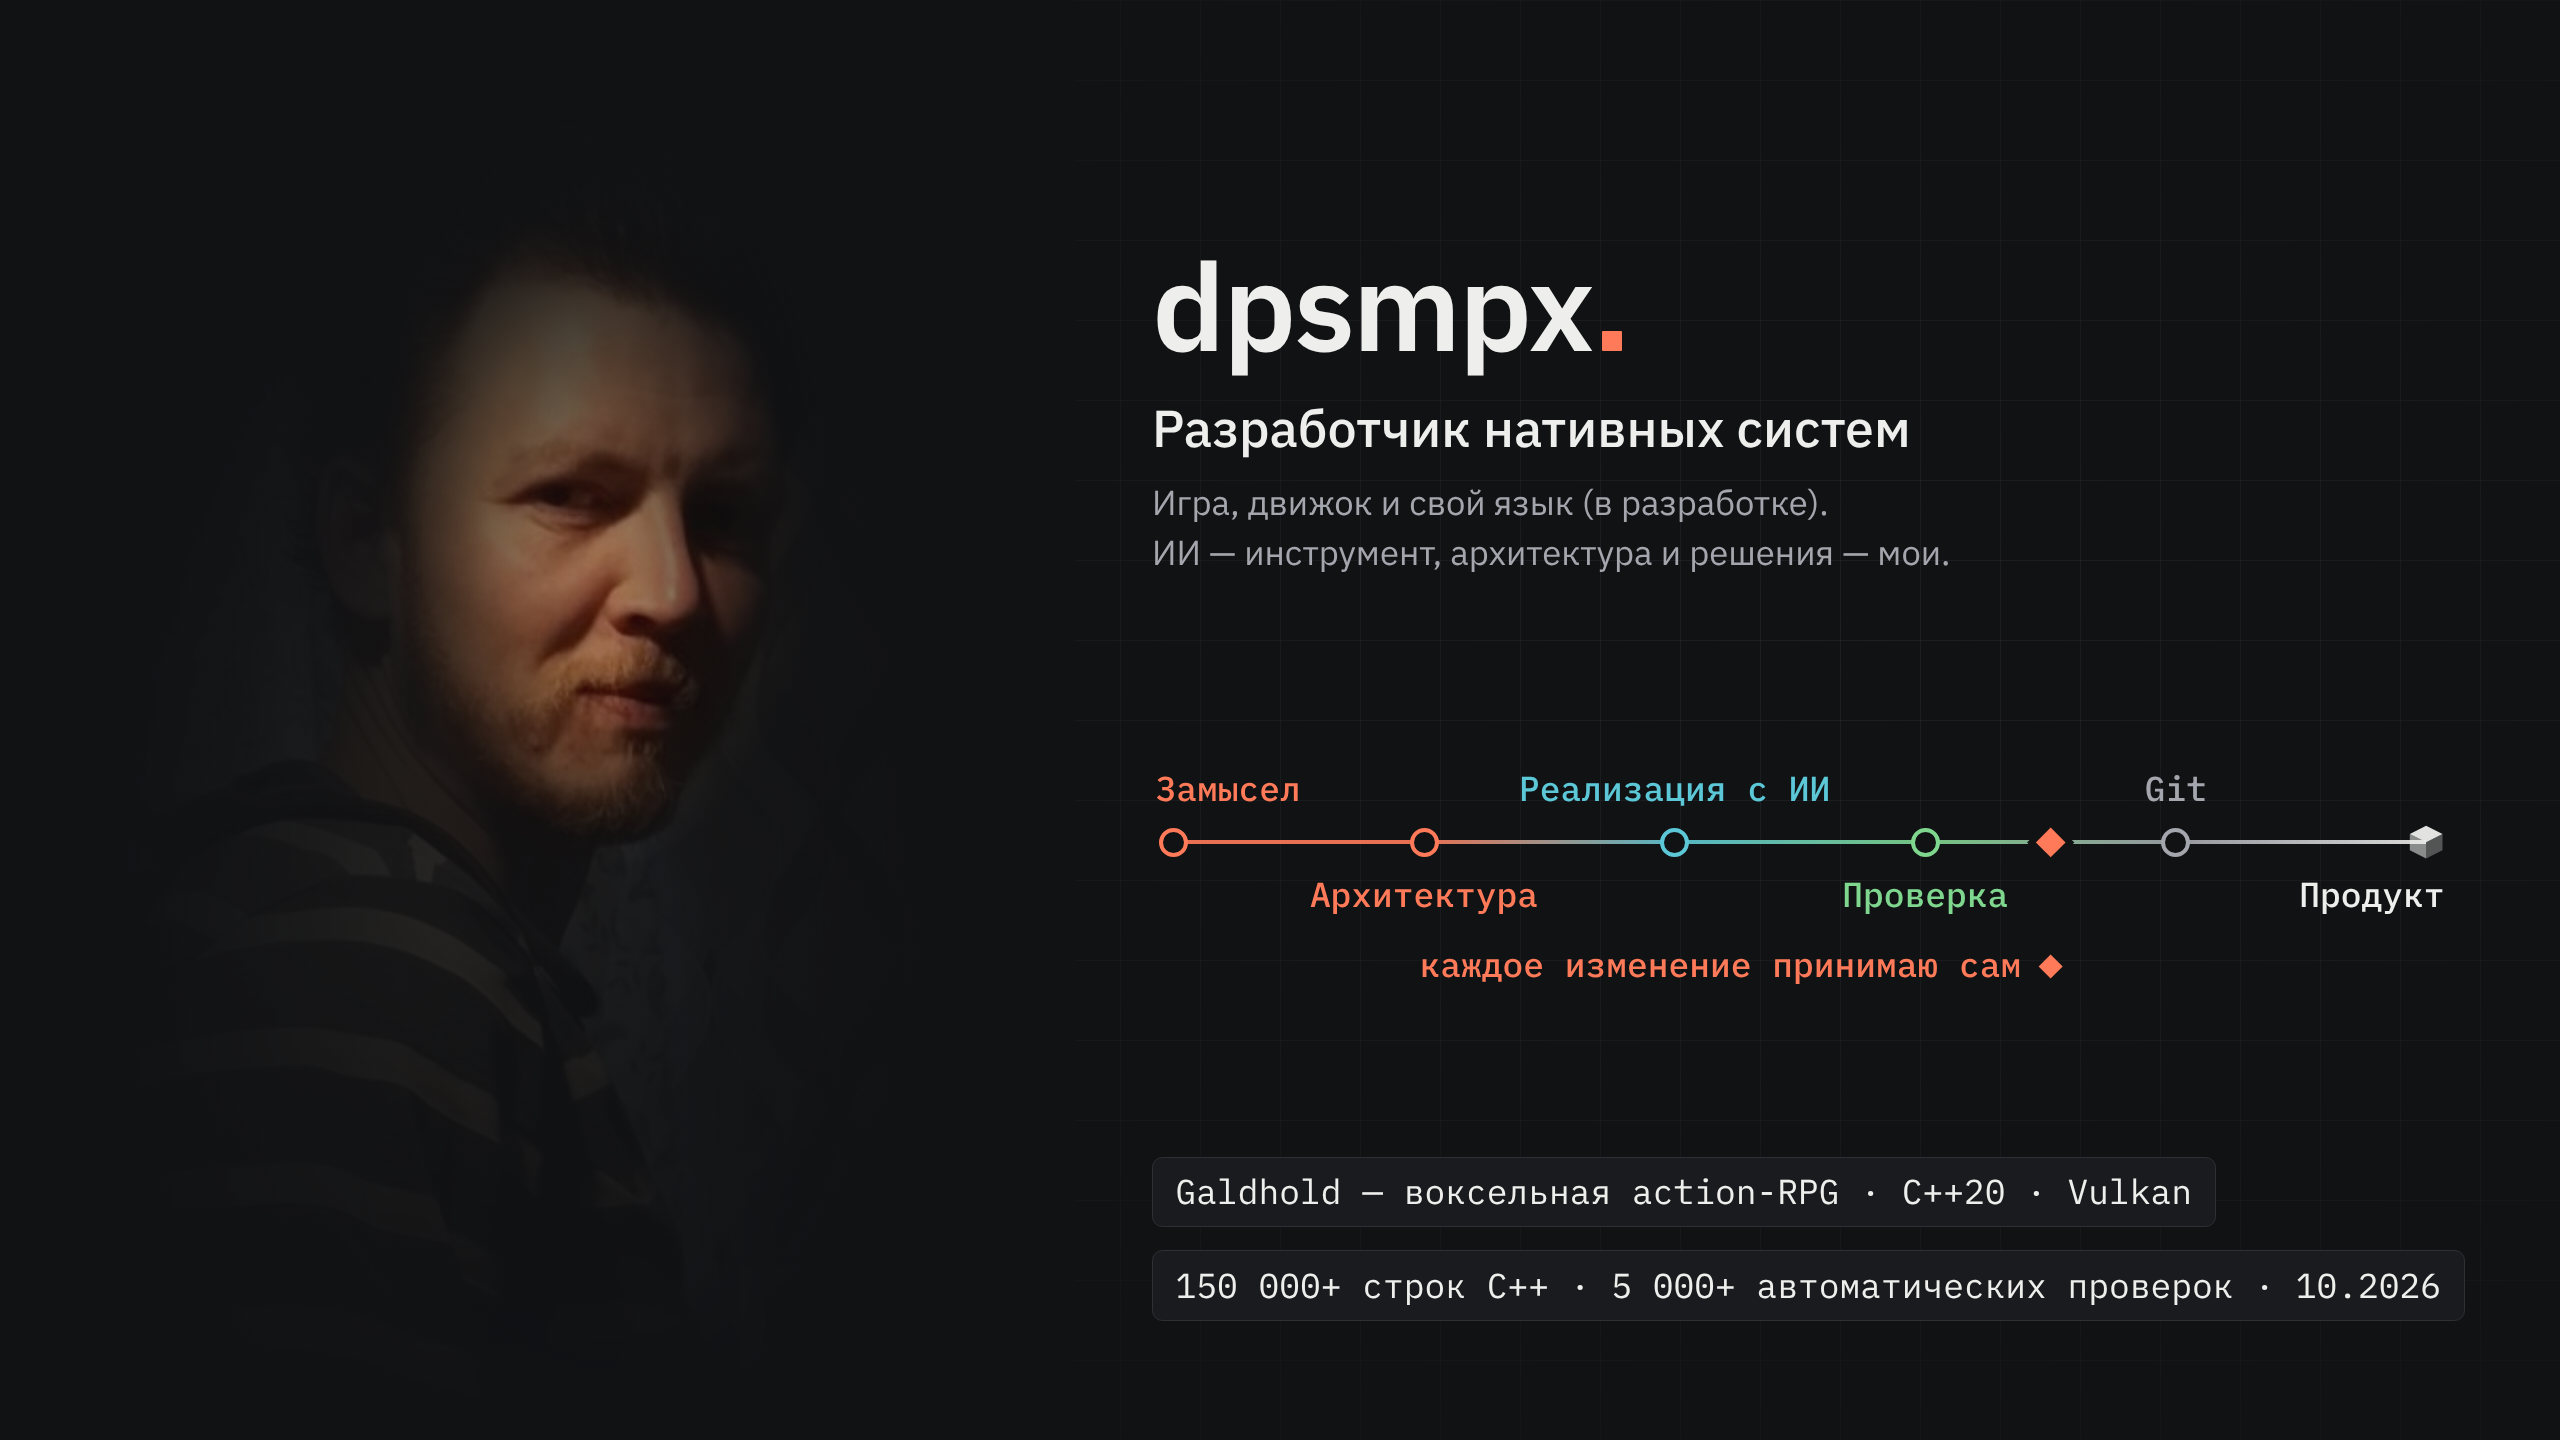 dpsmpx.
Разработчик нативных систем
Игра, движок и свой язык (в разработке).
ИИ — инструмент, архитектура и решения — мои.
Замысел
Реализация с ИИ
Git
Архитектура
Проверка
Продукт
каждое изменение принимаю сам ◆
Galdhold — воксельная action-RPG · C++20 · Vulkan
150 000+ строк C++ · 5 000+ автоматических проверок · 10.2026